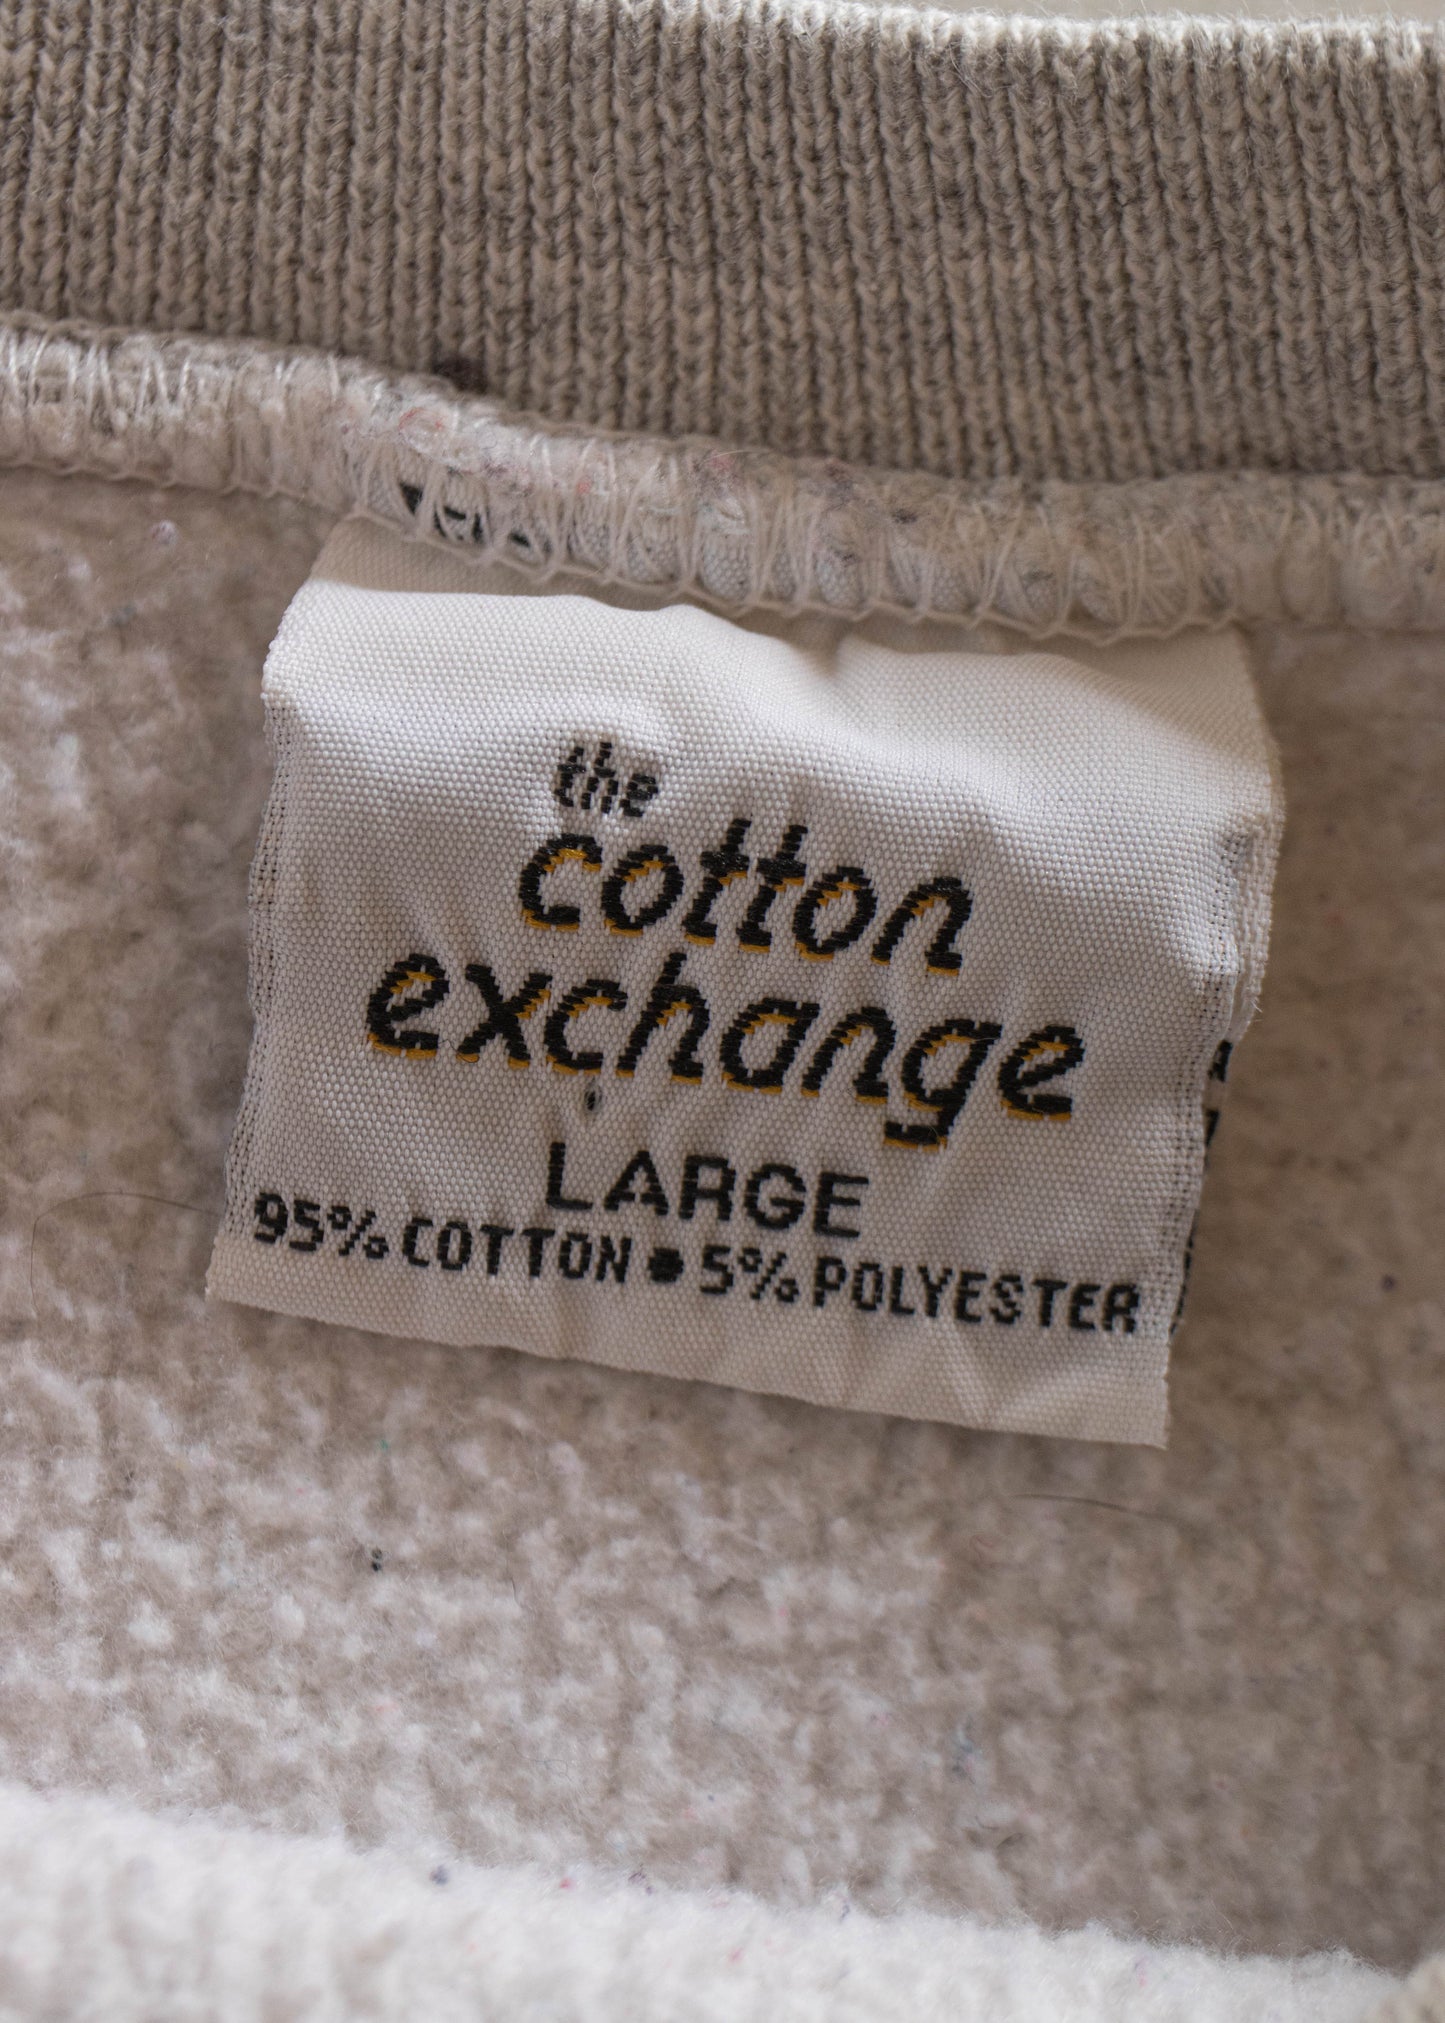 the
cotton
exchange
LARGE
95% COTTON • 5% POLYESTER